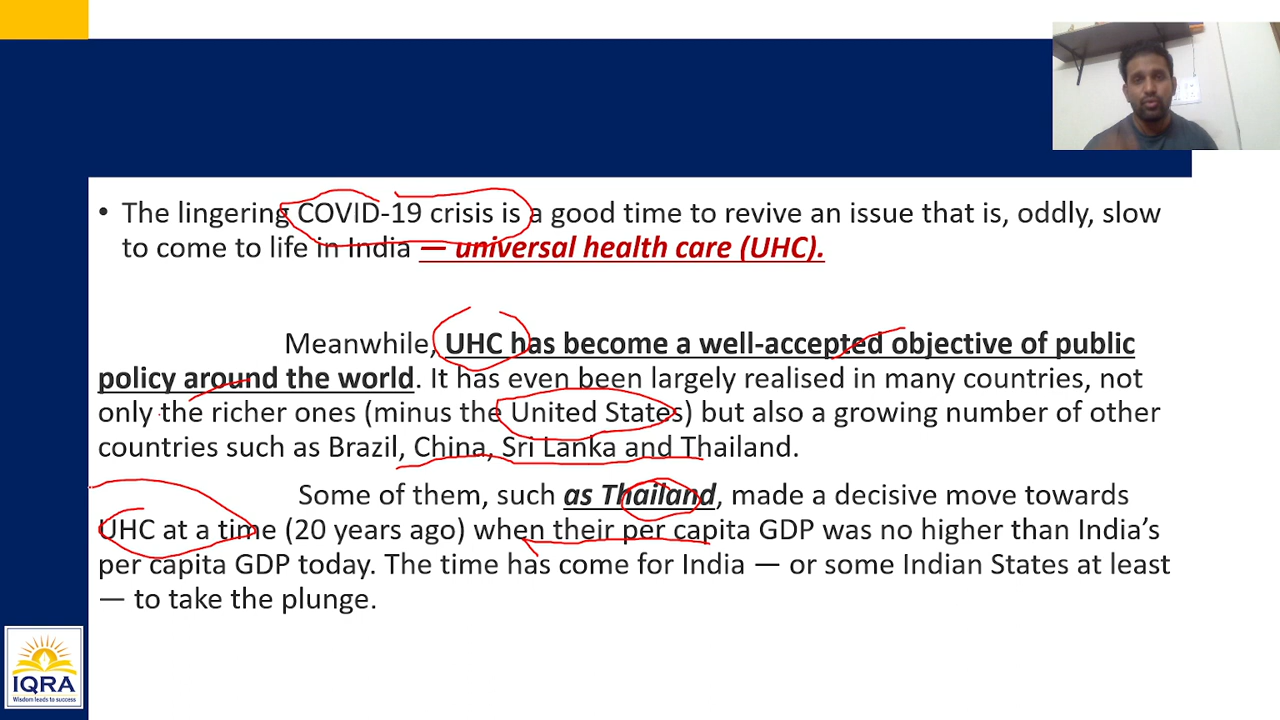 • The lingering COVID-19 crisis is a good time to revive an issue that is, oddly, slow
to come to life in India — universal health care (UHC).
Meanwhile, UHC has become a well-accepted objective of public
policy around the world. It has even been largely realised in many countries, not
only the richer ones (minus the United States) but also a growing number of other
countries such as Brazil, China, Sri Lanka and Thailand.
Some of them, such as Thailand, made a decisive move towards
UHC at a time (20 years ago) when their per capita GDP was no higher than India's
per capita GDP today. The time has come for India — or some Indian States at least
— to take the plunge.
IQRA
Wisdom leads to success